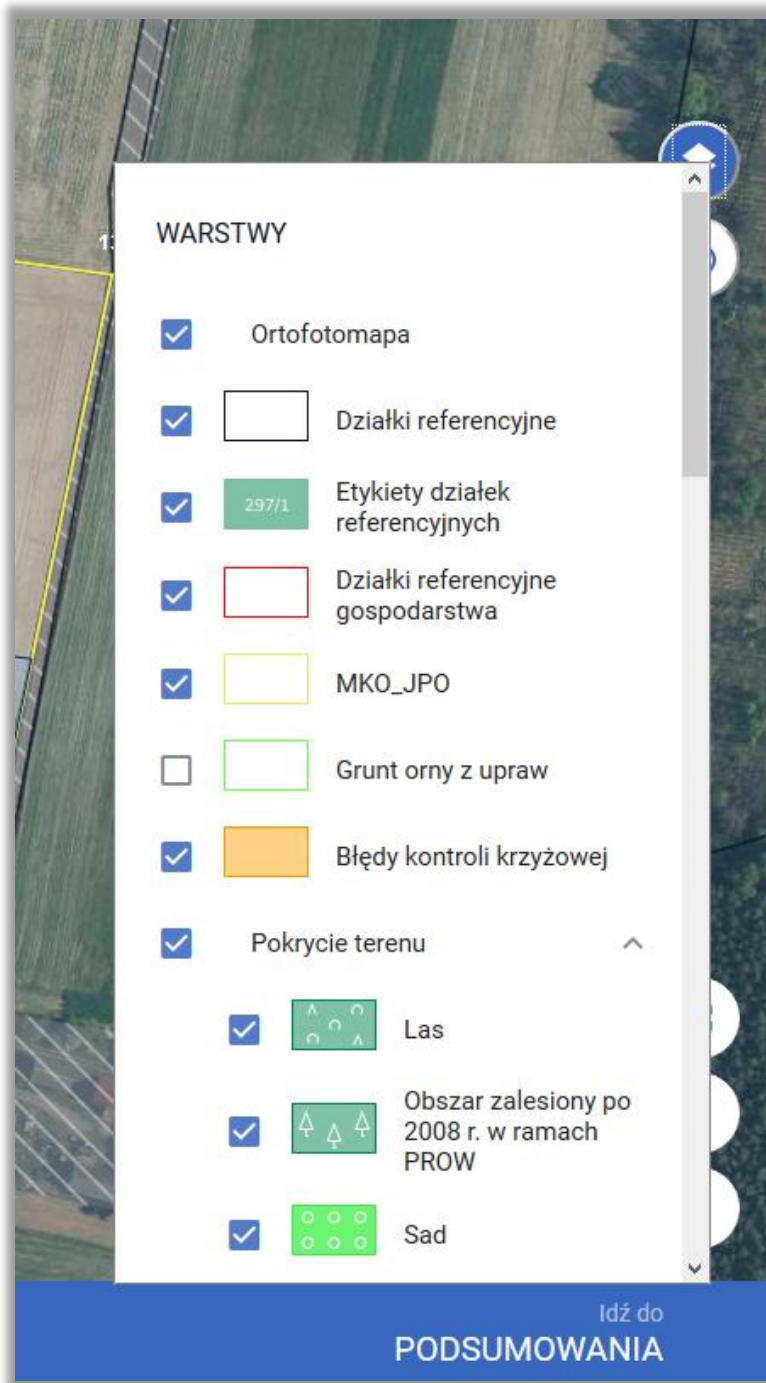 WARSTWY
Ortofotomapa
Działki referencyjne
297/1
Etykiety działek
referencyjnych
Działki referencyjne
gospodarstwa
MKO_JPO
Grunt orny z upraw
Błędy kontroli krzyżowej
Pokrycie terenu
Las
Obszar zalesiony po
2008 r. w ramach
PROW
Sad
Idź do
PODSUMOWANIA